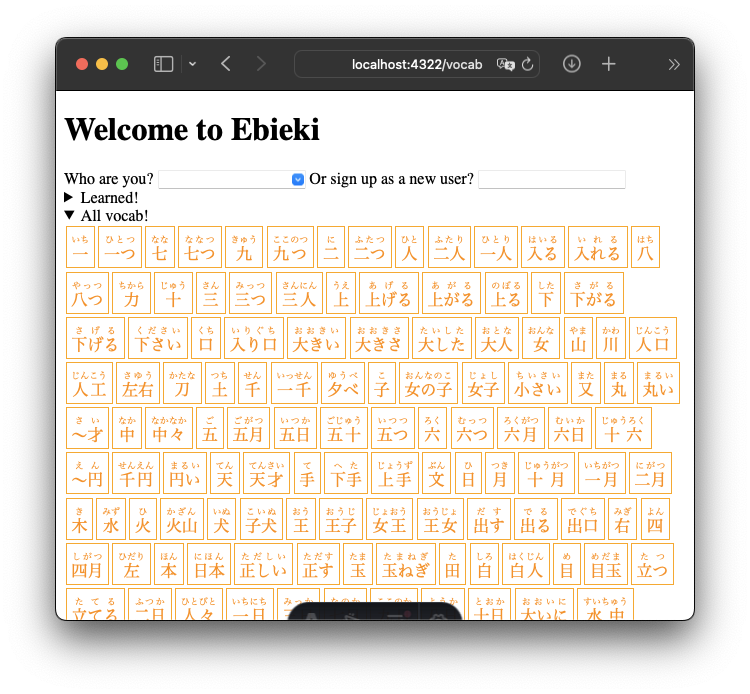 localhost:4322/vocab
Welcome to Ebieki
Who are you? Or sign up as a new user?
Learned!
All vocab!
いち ひとつ なな ななつ きゅう ここのつ に ふたつ ひと ふたり ひとり はいる いれる はち
一 一つ 七 七つ 九 九つ 二 二つ 人 二人 一人 入る 入れる 八
やっつ ちから じゅう さん みっつ さんにん うえ あげる あがる のぼる した さがる
八つ 力 十 三 三つ 三人 上 上げる 上がる 上る 下 下がる
さげる ください くち いりぐち おおきい おおきさ たいした おとな おんな やま かわ じんこう
下げる 下さい 口 入り口 大きい 大きさ 大した 大人 女 山 川 人口
じんこう さゆう かたな つち せん いっせん ゆうべ こ おんなのこ じょし ちいさい また まる まるい
人工 左右 刀 土 千 一千 夕べ 子 女の子 女子 小さい 又 丸 丸い
さい なか なかなか ご ごがつ いつか ごじゅう いつつ ろく むっつ ろくがつ むいか じゅうろく
〜才 中 中々 五 五月 五日 五十 五つ 六 六つ 六月 六日 十六
えん せんえん まるい てん てんさい て へた じょうず ぶん ひ つき じゅうがつ いちがつ にがつ
〜円 千円 円い 天 天才 手 下手 上手 文 日 月 十月 一月 二月
き みず ひ かざん いぬ こいぬ おう おうじ じょおう おうじょ だす でる でぐち みぎ よん
木 水 火 火山 犬 子犬 王 王子 女王 王女 出す 出る 出口 右 四
しがつ ひだり ほん にほん ただしい ただす たま たまねぎ た しろ はくじん め めだま たつ
四月 左 本 日本 正しい 正す 玉 玉ねぎ 田 白 白人 目 目玉 立つ
たてる ふつか ひとびと いちにち みっか なのか ここのか とおか おおいに すいちゅう
立てる 二日 人々 一日 十日 大いに 水中